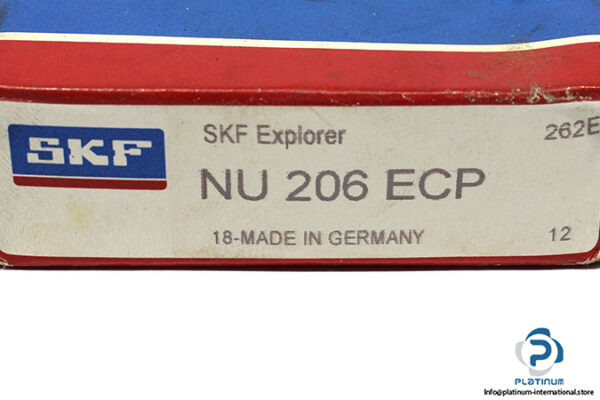 SKF
SKF Explorer
262E
NU 206 ECP
18-MADE IN GERMANY
12
PLATINUM
Info@platinum-international.store